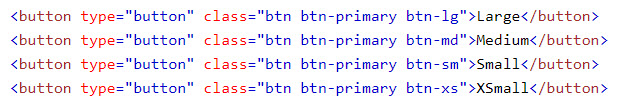 <button type="button" class="btn btn-primary btn-lg">Large</button>
<button type="button" class="btn btn-primary btn-md">Medium</button>
<button type="button" class="btn btn-primary btn-sm">Small</button>
<button type="button" class="btn btn-primary btn-xs">XSmall</button>